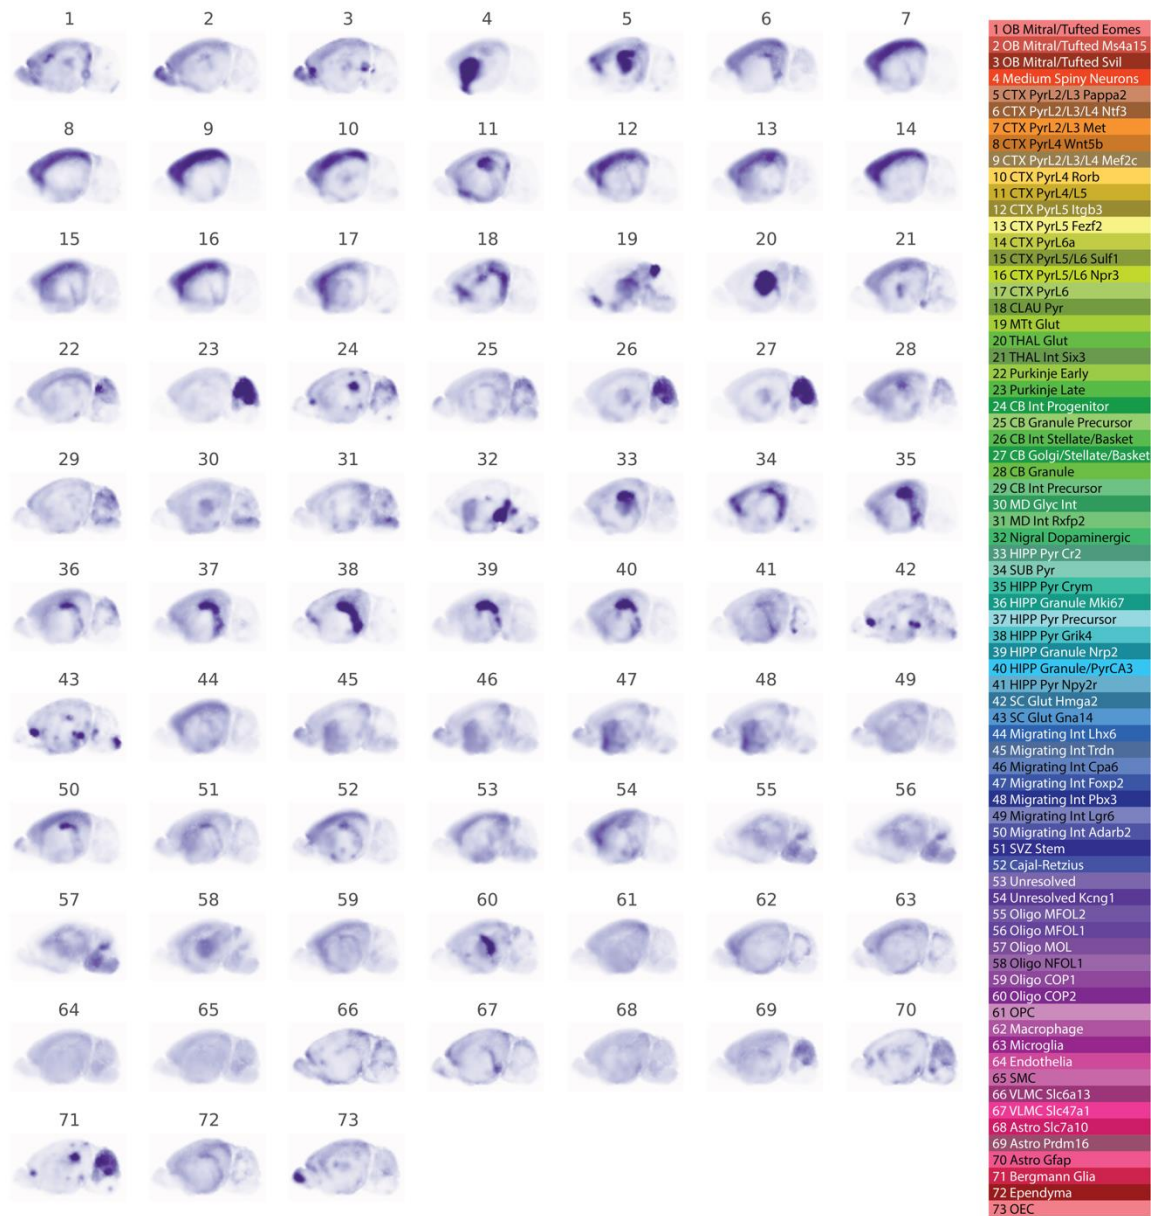 1 2 3 4 5 6 7
8 9 10 11 12 13 14
15 16 17 18 19 20 21
22 23 24 25 26 27 28
29 30 31 32 33 34 35
36 37 38 39 40 41 42
43 44 45 46 47 48 49
50 51 52 53 54 55 56
57 58 59 60 61 62 63
64 65 66 67 68 69 70
71 72 73
1 OB Mitral/Tufted Eomes
2 OB Mitral/Tufted Ms4a15
3 OB Mitral/Tufted Svil
4 Medium Spiny Neurons
5 CTX PyrL2/L3 Pappa2
6 CTX PyrL2/L3/L4 Ntf3
7 CTX PyrL2/L3 Met
8 CTX PyrL4 Wnt5b
9 CTX PyrL2/L3/L4 Mef2c
10 CTX PyrL4 Rorb
11 CTX PyrL4/L5
12 CTX PyrL5 Itgb3
13 CTX PyrL5 Fezf2
14 CTX PyrL6a
15 CTX PyrL5/L6 Sulf1
16 CTX PyrL5/L6 Npr3
17 CTX PyrL6
18 CLAU Pyr
19 MTt Glut
20 THAL Glut
21 THAL Int Six3
22 Purkinje Early
23 Purkinje Late
24 CB Int Progenitor
25 CB Granule Precursor
26 CB Int Stellate/Basket
27 CB Golgi/Stellate/Basket
28 CB Granule
29 CB Int Precursor
30 MD Glyc Int
31 MD Int Rxfp2
32 Nigral Dopaminergic
33 HIPP Pyr Cr2
34 SUB Pyr
35 HIPP Pyr Crym
36 HIPP Granule Mki67
37 HIPP Pyr Precursor
38 HIPP Pyr Grik4
39 HIPP Granule Nrp2
40 HIPP Granule/PyrCA3
41 HIPP Pyr Npy2r
42 SC Glut Hmga2
43 SC Glut Gna14
44 Migrating Int Lhx6
45 Migrating Int Trdn
46 Migrating Int Cpa6
47 Migrating Int Foxp2
48 Migrating Int Pbx3
49 Migrating Int Lgr6
50 Migrating Int Adarb2
51 SVZ Stem
52 Cajal-Retzius
53 Unresolved
54 Unresolved Kcng1
55 Oligo MFOL2
56 Oligo MFOL1
57 Oligo MOL
58 Oligo NFOL1
59 Oligo COP1
60 Oligo COP2
61 OPC
62 Macrophage
63 Microglia
64 Endothelia
65 SMC
66 VLMC Slc6a13
67 VLMC Slc47a1
68 Astro Slc7a10
69 Astro Prdm16
70 Astro Gfap
71 Bergmann Glia
72 Ependyma
73 OEC